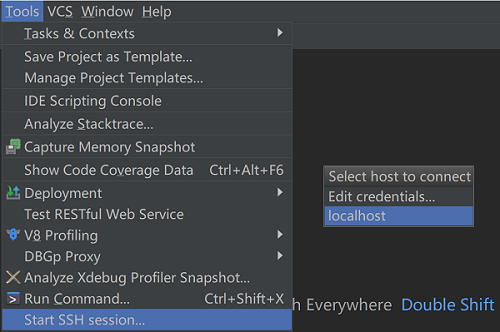 Tools VCS Window Help
Tasks & Contexts
Save Project as Template...
Manage Project Templates...
IDE Scripting Console
Analyze Stacktrace...
Capture Memory Snapshot
Show Code Coverage Data Ctrl+Alt+F6
Deployment
Test RESTful Web Service
V8 Profiling
DBGp Proxy
Analyze Xdebug Profiler Snapshot...
Run Command... Ctrl+Shift+X
Start SSH session...
Select host to connect
Edit credentials...
localhost
h Everywhere Double Shift